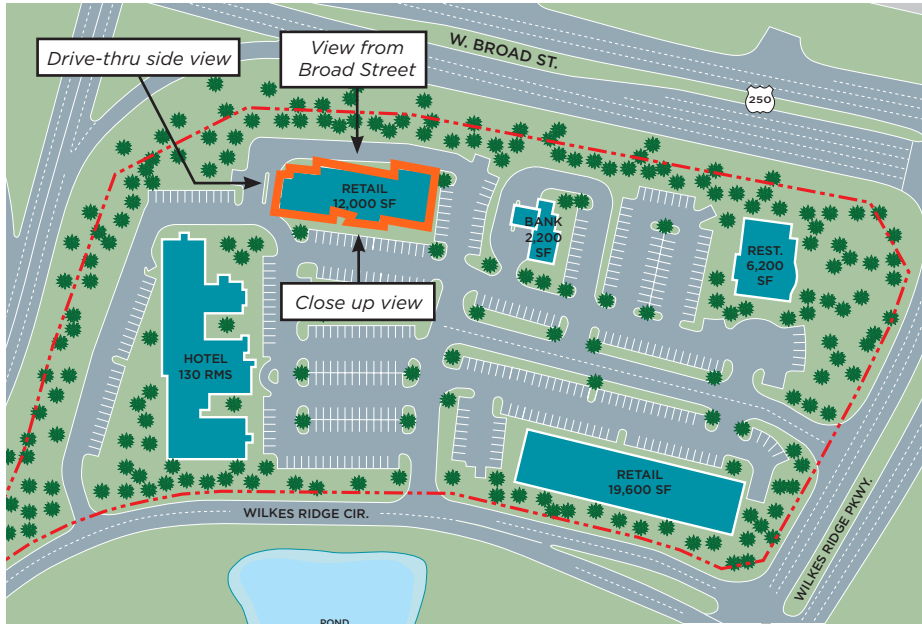 W. BROAD ST.
250
Drive-thru side view
View from
Broad Street
RETAIL
12,000 SF
BANK
2,200
SF
REST.
6,200
SF
Close up view
HOTEL
130 RMS
RETAIL
19,600 SF
WILKES RIDGE CIR.
WILKES RIDGE PKWY.
POND